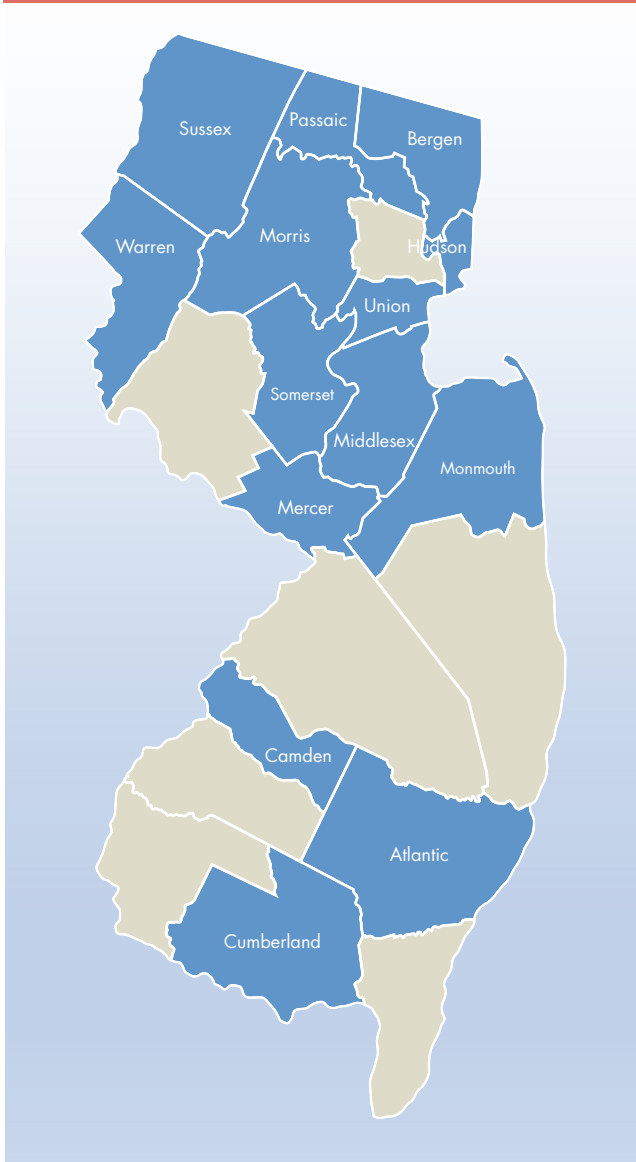 Passaic
Sussex
Bergen
Morris
Warren
Hudson
Union
Somerset
Middlesex
Monmouth
Mercer
Camden
Atlantic
Cumberland